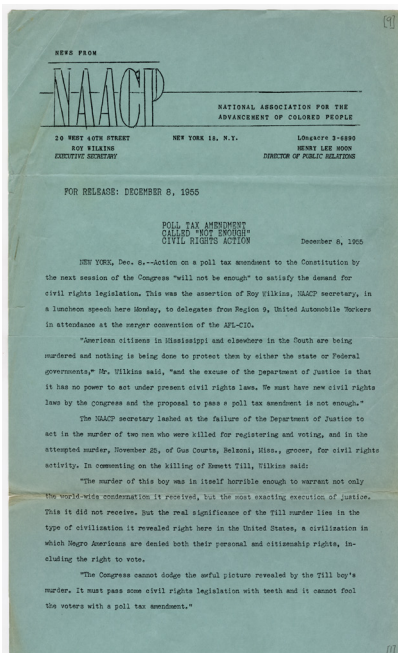 [4]
NEWS FROM
NAACP
NATIONAL ASSOCIATION FOR THE
ADVANCEMENT OF COLORED PEOPLE
20 WEST 40TH STREET NEW YORK 18, N.Y. LOngacre 3-6890
ROY WILKINS HENRY LEE MOON
EXECUTIVE SECRETARY DIRECTOR OF PUBLIC RELATIONS
FOR RELEASE: DECEMBER 8, 1955
POLL TAX AMENDMENT
CALLED "NOT ENOUGH"
CIVIL RIGHTS ACTION December 8, 1955
NEW YORK, Dec. 8.--Action on a poll tax amendment to the Constitution by
the next session of the Congress "will not be enough" to satisfy the demand for
civil rights legislation. This was the assertion of Roy Wilkins, NAACP secretary, in
a luncheon speech here Monday, to delegates from Region 9, United Automobile Workers
in attendance at the merger convention of the AFL-CIO.
"American citizens in Mississippi and elsewhere in the South are being
murdered and nothing is being done to protect them by either the state or Federal
governments," Mr. Wilkins said, "and the excuse of the Department of Justice is that
it has no power to act under present civil rights laws. We must have new civil rights
laws by the Congress and the proposal to pass a poll tax amendment is not enough."
The NAACP secretary lashed at the failure of the Department of Justice to
act in the murder of two men who were killed for registering and voting, and in the
attempted murder, November 25, of Gus Courts, Belzoni, Miss., grocer, for civil rights
activity. In commenting on the killing of Emmett Till, Wilkins said:
"The murder of this boy was in itself horrible enough to warrant not only
the world-wide condemnation it received, but the most exacting execution of justice.
This it did not receive. But the real significance of the Till murder lies in the
type of civilization it revealed right here in the United States, a civilization in
which Negro Americans are denied both their personal and citizenship rights, in-
cluding the right to vote.
"The Congress cannot dodge the awful picture revealed by the Till boy's
murder. It must pass some civil rights legislation with teeth and it cannot fool
the voters with a poll tax amendment."